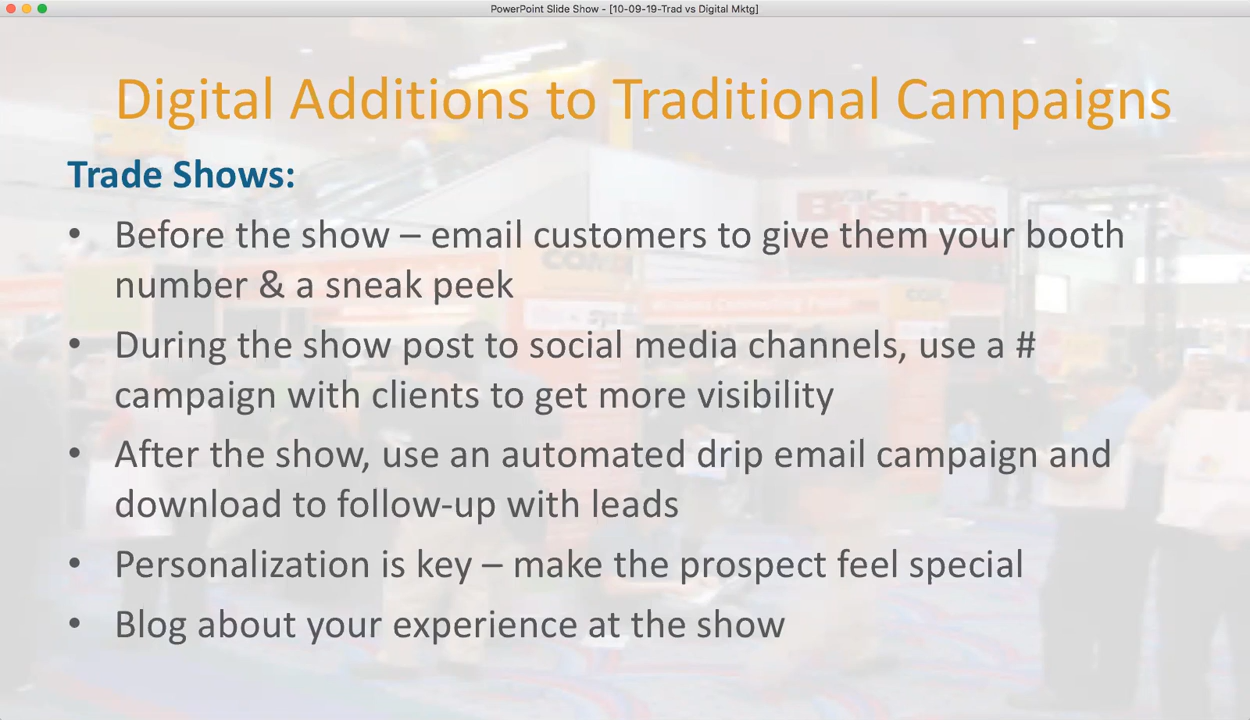 PowerPoint Slide Show - [10-09-19-Trad vs Digital Mktg]
Digital Additions to Traditional Campaigns
Trade Shows:
• Before the show – email customers to give them your booth
number & a sneak peek
• During the show post to social media channels, use a #
campaign with clients to get more visibility
• After the show, use an automated drip email campaign and
download to follow-up with leads
• Personalization is key – make the prospect feel special
• Blog about your experience at the show